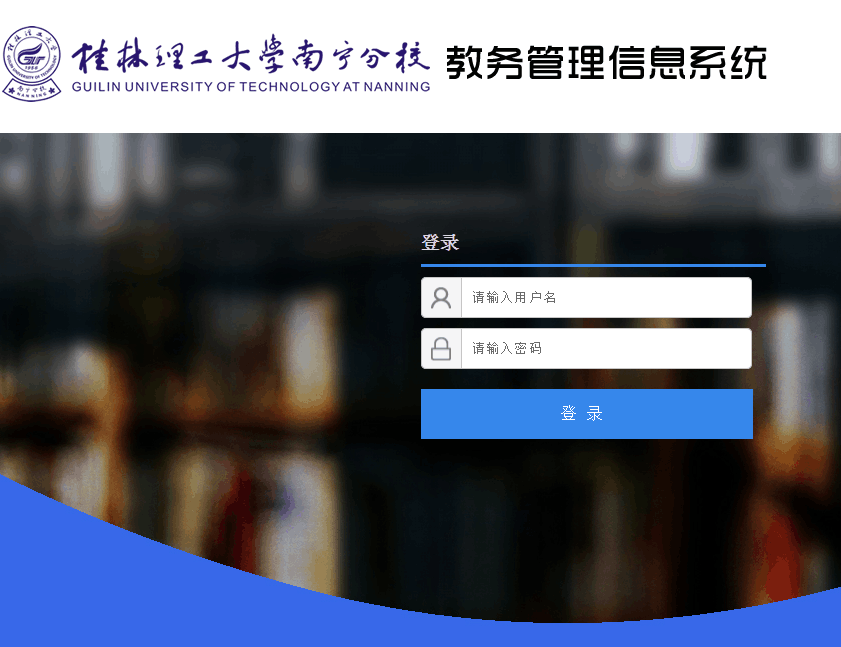 桂林理工大学南宁分校 教务管理信息系统
GUILIN UNIVERSITY OF TECHNOLOGY AT NANNING
登录
请输入用户名
请输入密码
登 录